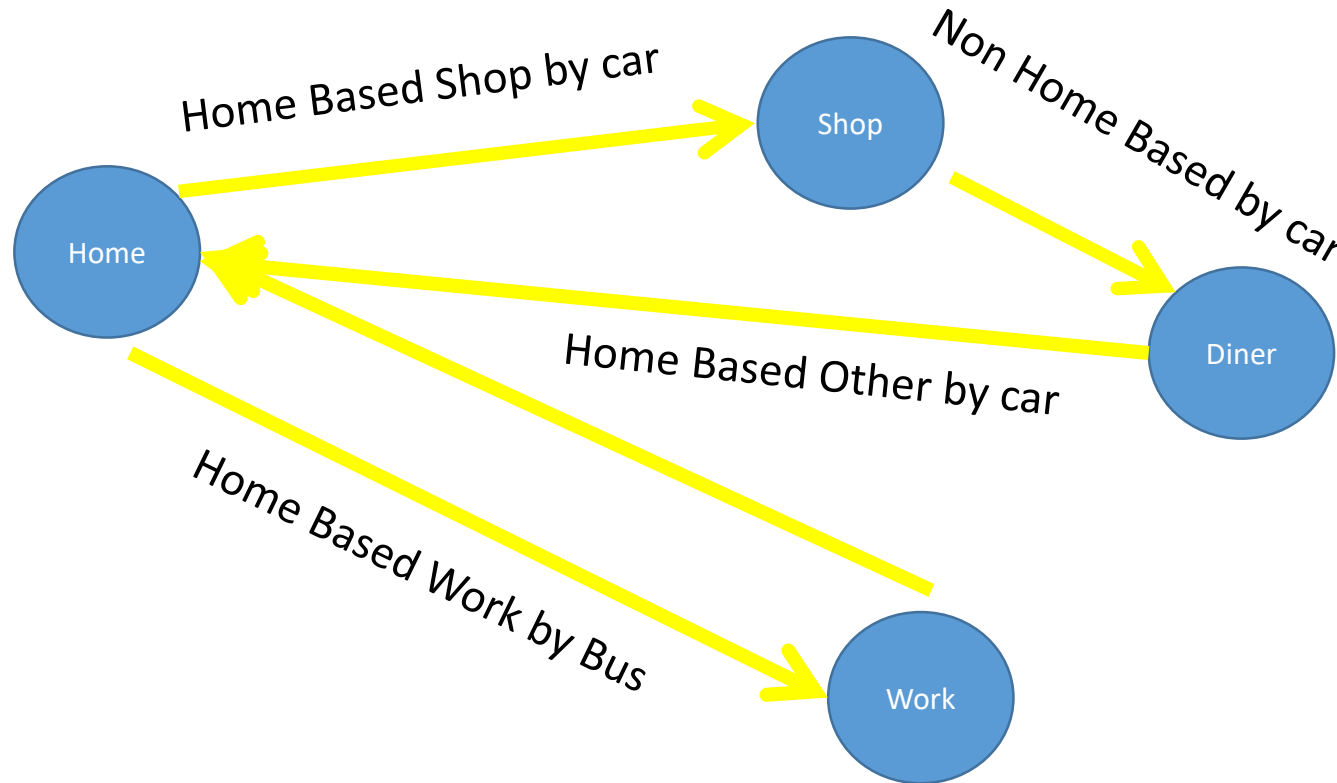 Non Home Based by car
Home Based Shop by car
Shop
Home
Diner
Home Based Other by car
Home Based Work by Bus
Work